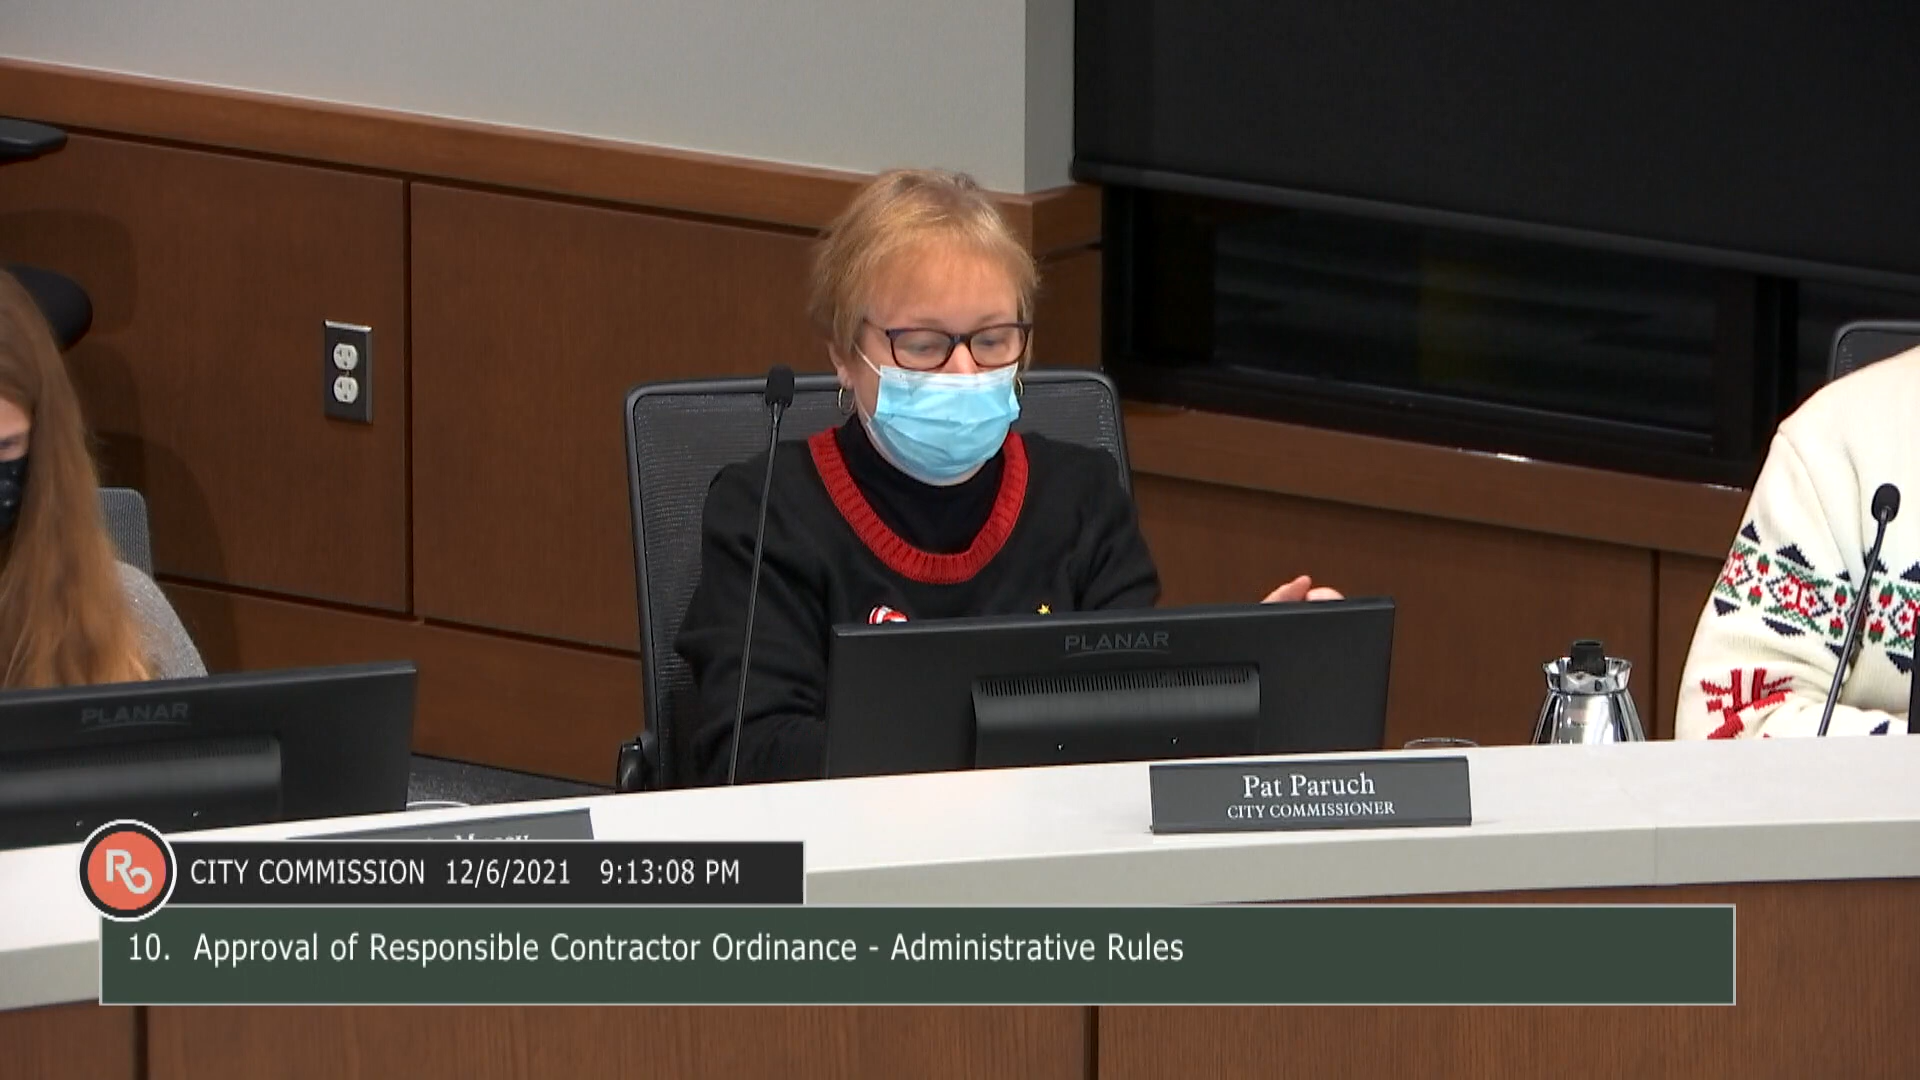 PLANAR
PLANAR
Pat Paruch
CITY COMMISSIONER
Ro
CITY COMMISSION 12/6/2021 9:13:08 PM
10. Approval of Responsible Contractor Ordinance - Administrative Rules